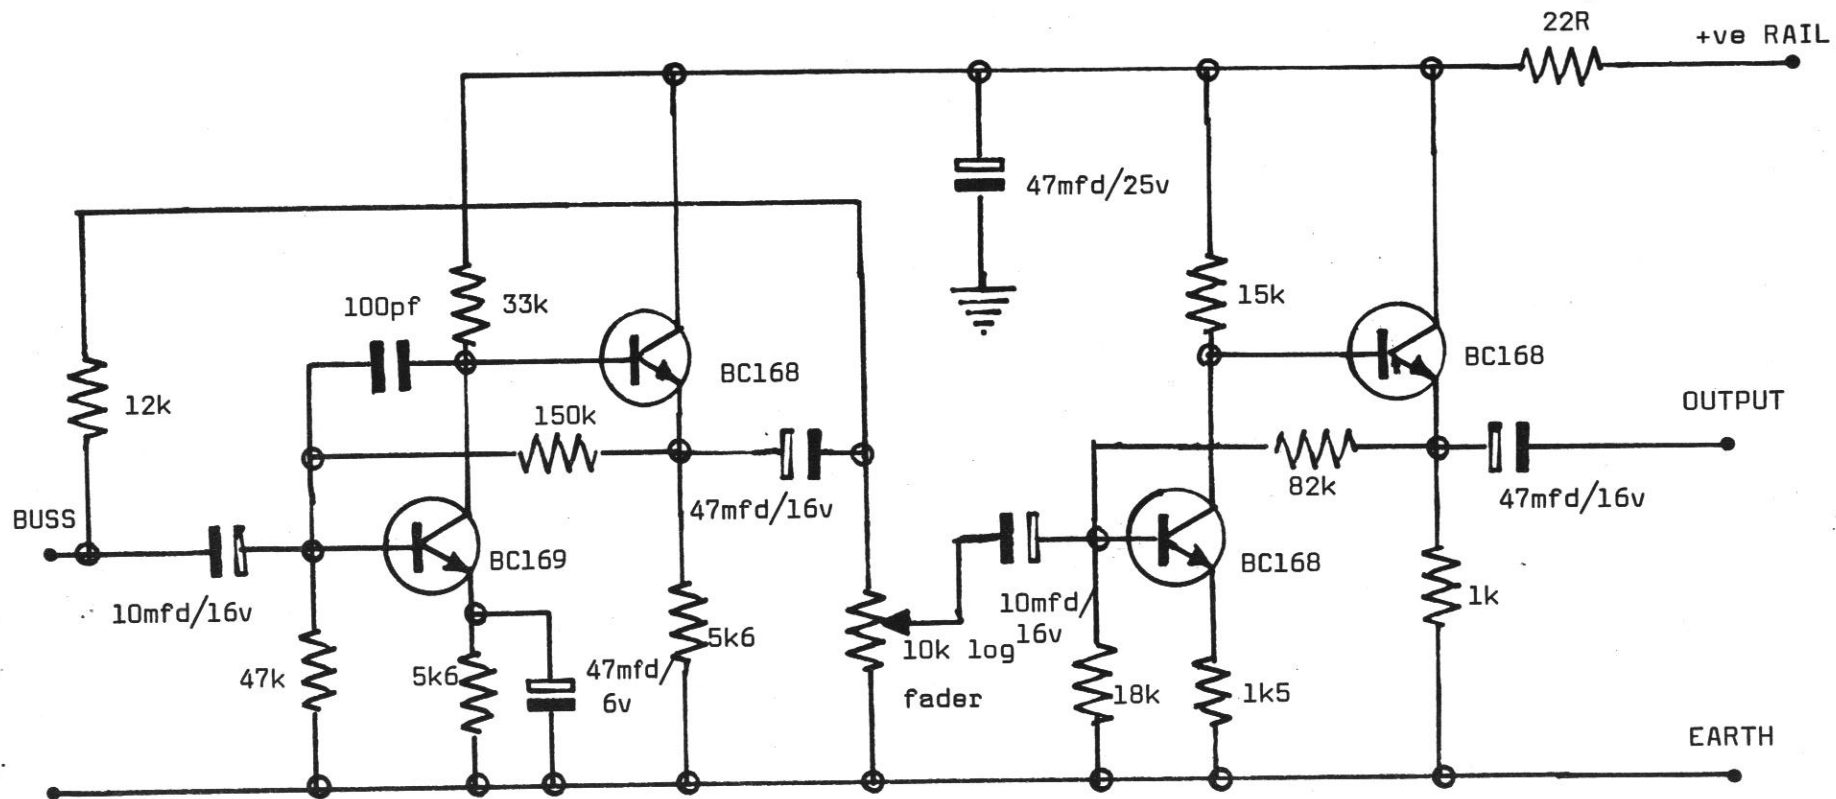 22R
+ve RAIL
47mfd/25v
100pf
33k
15k
12k
BC168
BC168
150k
OUTPUT
82k
47mfd/16v
47mfd/16v
BUSS
BC169
BC168
10mfd/16v
10mfd/
16v
1k
5k6
10k log
fader
47k
5k6
47mfd/
6v
18k
1k5
EARTH